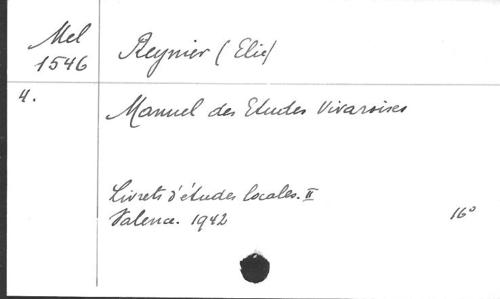 Mel
1546
Reynier (Elie)
4.
Manuel des Etudes Vivaroises
Livrets d'études locales. II
Valence. 1942
16°